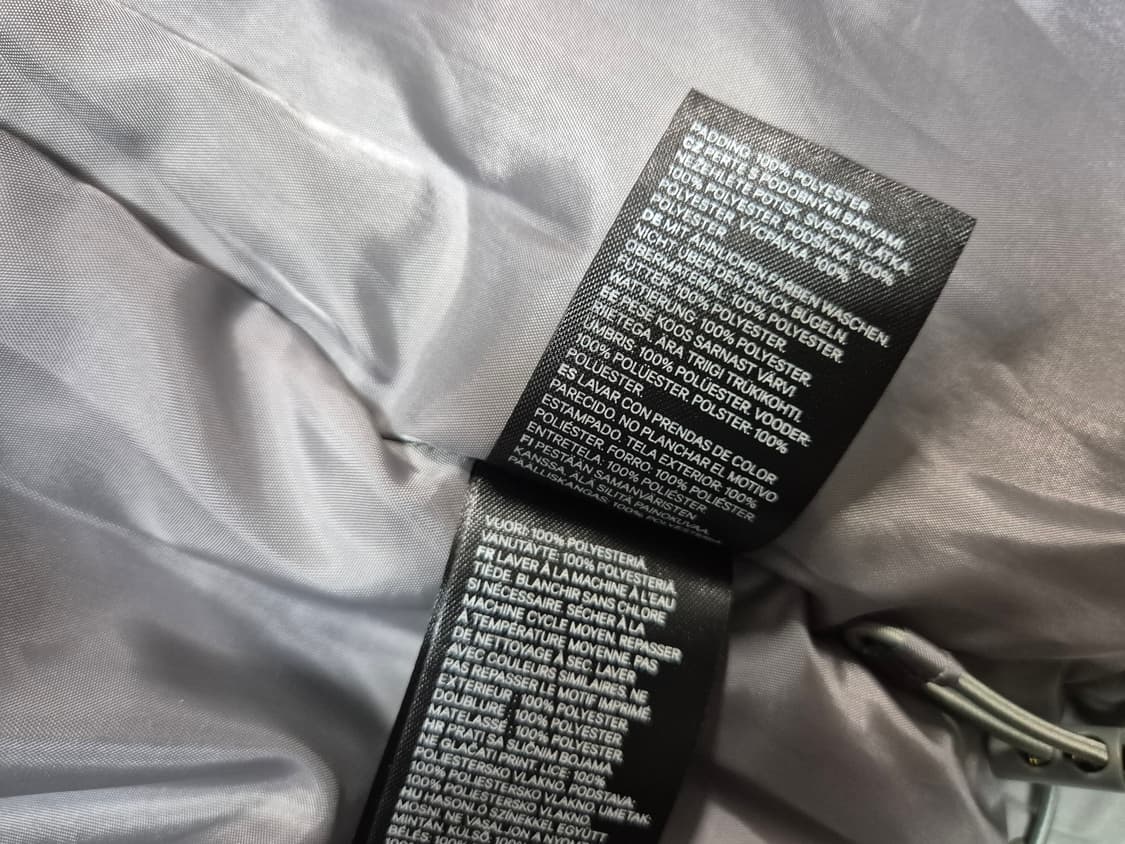 PADDING: 100% POLYESTER.
CZ PERTE S PODOBNÝMI BARVAMI.
NEŽEHLETE POTISK. SVRCHNÍ LÁTKA:
100% POLYESTER, PODŠÍVKA: 100%
POLYESTER, VYCPÁVKA: 100%
POLYESTER.
DE MIT ÄHNLICHEN FARBEN WASCHEN.
NICHT ÜBER DEN DRUCK BÜGELN.
OBERMATERIAL: 100% POLYESTER.
FUTTER: 100% POLYESTER.
WATTIERUNG: 100% POLYESTER.
EE PESE KOOS SARNAST VÄRVI
RIIETEGA, ÄRA TRIIGI TRÜKIKOHTI.
ÜMBRIS: 100% POLÜESTER. VOODER:
100% POLÜESTER. POLSTER: 100%
POLÜESTER.
ES LAVAR CON PRENDAS DE COLOR
PARECIDO. NO PLANCHAR EL MOTIVO
ESTAMPADO. TELA EXTERIOR: 100%
POLIÉSTER. FORRO: 100% POLIÉSTER.
ENTRETELA: 100% POLIÉSTER.
FI PESTÄÄN SAMANVÄRISTEN
KANSSA. ÄLÄ SILITÄ PAINOKUVAA.
PÄÄLLISKANGAS: 100% POLYESTERIÄ.
VUORI: 100% POLYESTERIÄ
VANUTÄYTE: 100% POLYESTERIÄ
FR LAVER À LA MACHINE À L'EAU
TIÈDE. BLANCHIR SANS CHLORE
SI NÉCESSAIRE. SÉCHER À LA
MACHINE CYCLE MOYEN. REPASSER
À TEMPÉRATURE MOYENNE. PAS
DE NETTOYAGE À SEC. LAVER
AVEC COULEURS SIMILAIRES. NE
PAS REPASSER LE MOTIF IMPRIMÉ.
EXTÉRIEUR: 100% POLYESTER
DOUBLURE: 100% POLYESTER
MATELASSÉ: 100% POLYESTER
HR PRATI SA SLIČNIM BOJAMA
NE GLAČATI PRINT. LICE: 100%
POLIESTERSKO VLAKNO. PODSTAVA:
100% POLIESTERSKO VLAKNO. UMETAK:
100% POLIESTERSKO VLAKNO.
HU HASONLÓ SZÍNEKKEL EGYÜTT
MOSNI. NE VASALJON A NYOMOTT
MINTÁN. KÜLSŐ: 100%
BÉLÉS: 100%